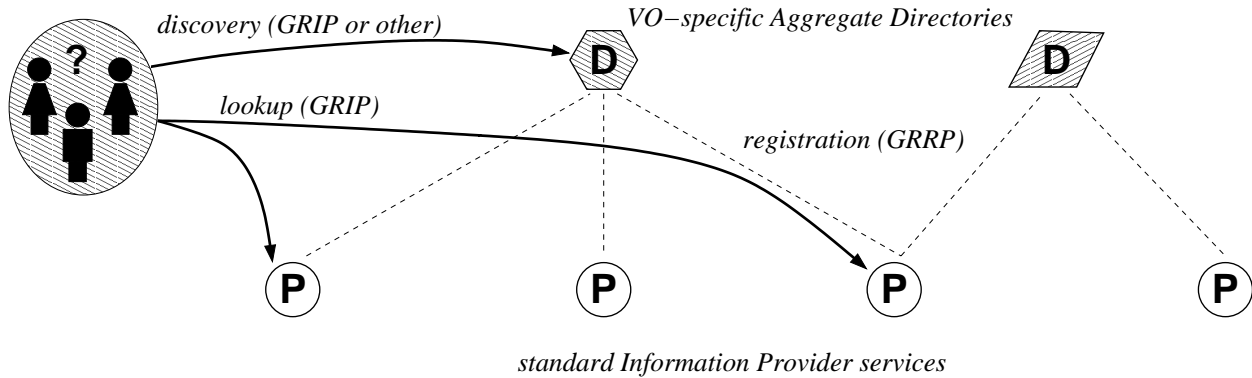 discovery (GRIP or other)
VO−specific Aggregate Directories
?
D
D
lookup (GRIP)
registration (GRRP)
P
P
P
P
standard Information Provider services